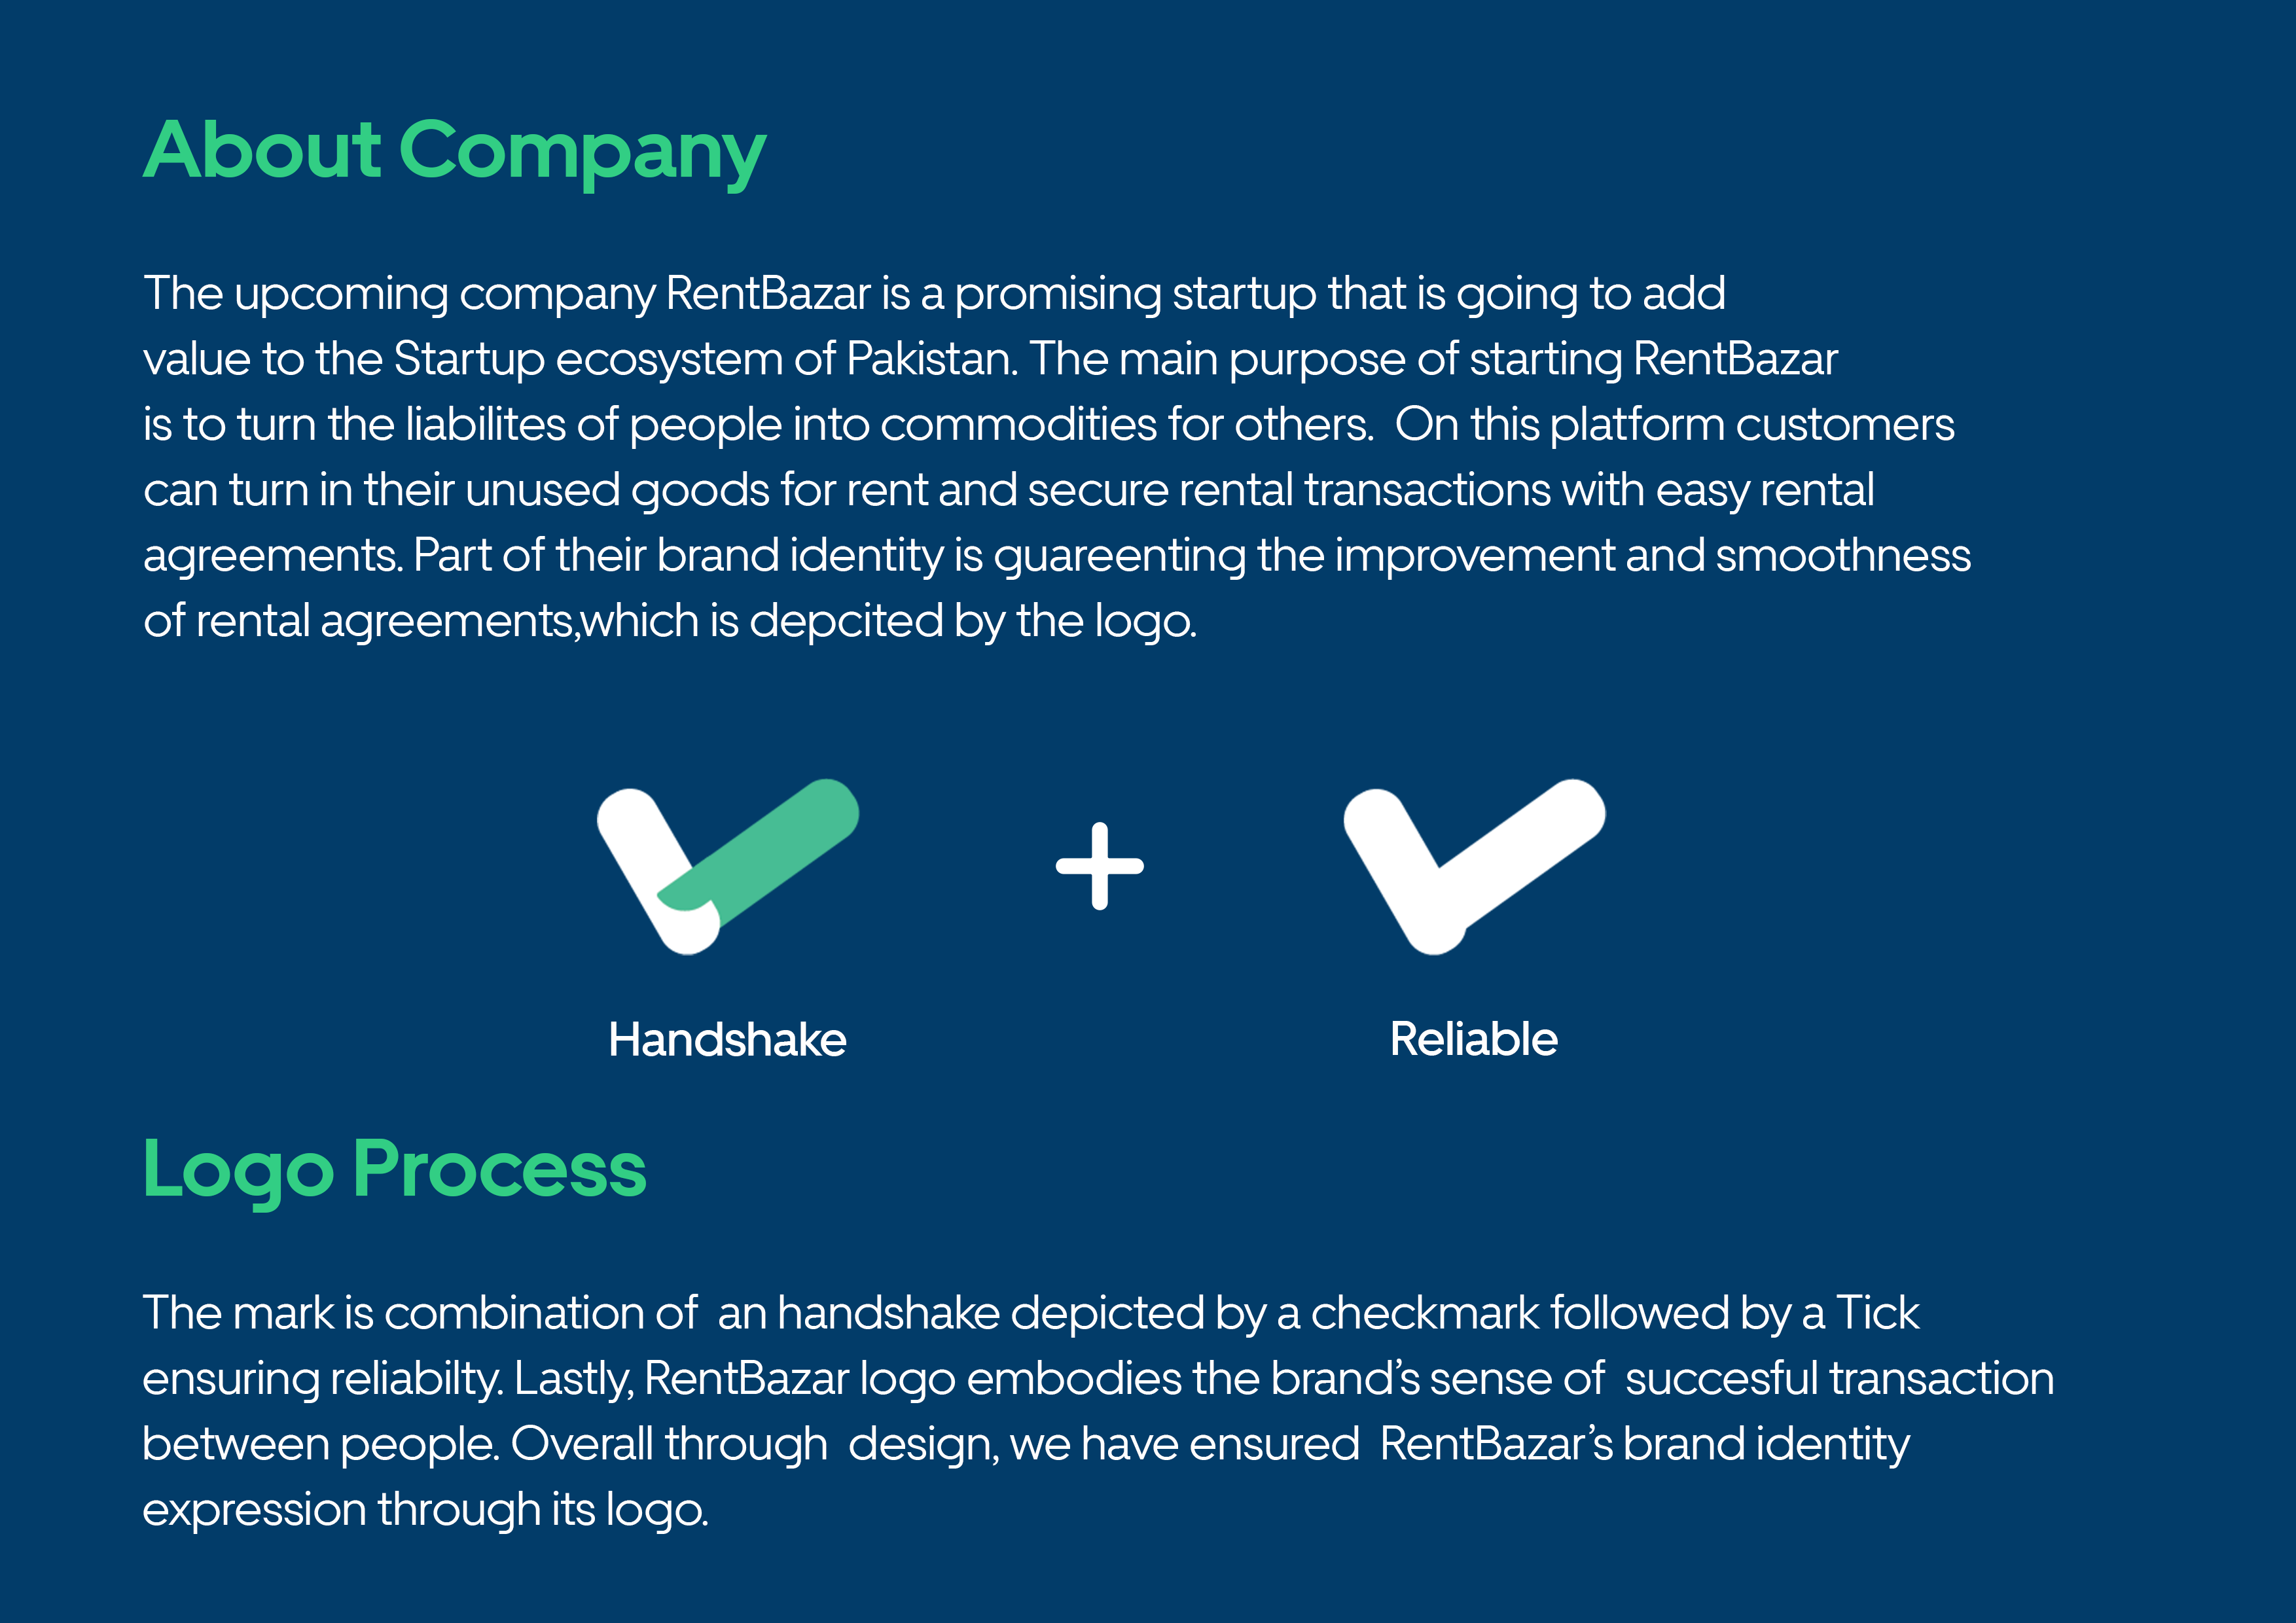 About Company
The upcoming company RentBazar is a promising startup that is going to add
value to the Startup ecosystem of Pakistan. The main purpose of starting RentBazar
is to turn the liabilites of people into commodities for others.  On this platform customers
can turn in their unused goods for rent and secure rental transactions with easy rental
agreements. Part of their brand identity is guareenting the improvement and smoothness
of rental agreements,which is depcited by the logo.
Handshake
Reliable
Logo Process
The mark is combination of  an handshake depicted by a checkmark followed by a Tick
ensuring reliabilty. Lastly, RentBazar logo embodies the brand’s sense of  succesful transaction
between people. Overall through  design, we have ensured  RentBazar’s brand identity
expression through its logo.